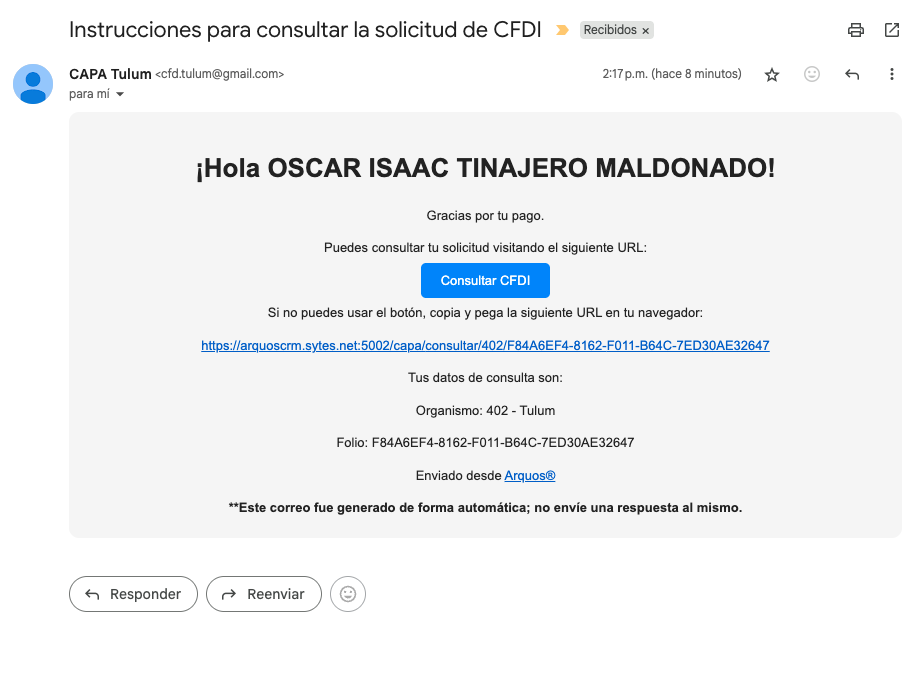 Instrucciones para consultar la solicitud de CFDI Recibidos x
CAPA Tulum <cfd.tulum@gmail.com> 2:17 p.m. (hace 8 minutos)
para mí
¡Hola OSCAR ISAAC TINAJERO MALDONADO!
Gracias por tu pago.
Puedes consultar tu solicitud visitando el siguiente URL:
Consultar CFDI
Si no puedes usar el botón, copia y pega la siguiente URL en tu navegador:
https://arquoscrm.sytes.net:5002/capa/consultar/402/F84A6EF4-8162-F011-B64C-7ED30AE32647
Tus datos de consulta son:
Organismo: 402 - Tulum
Folio: F84A6EF4-8162-F011-B64C-7ED30AE32647
Enviado desde Arquos®
**Este correo fue generado de forma automática; no envíe una respuesta al mismo.
Responder Reenviar